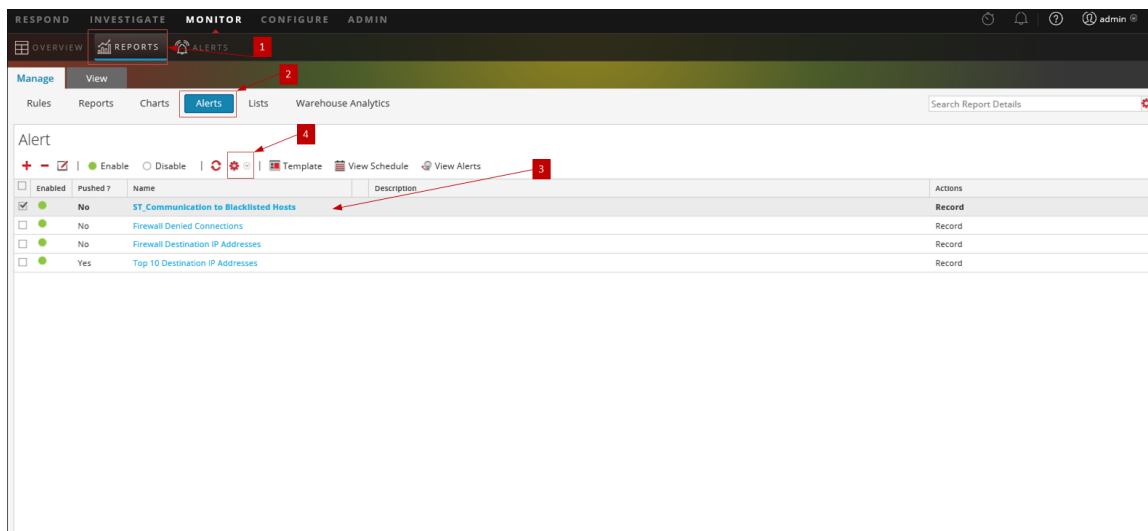 RESPOND INVESTIGATE MONITOR CONFIGURE ADMIN admin
OVERVIEW REPORTS ALERTS 1
Manage View 2
Rules Reports Charts Alerts Lists Warehouse Analytics Search Report Details
Alert 4
Enable Disable Template View Schedule View Alerts 3
Enabled Pushed ? Name Description Actions
No ST_Communication to Blacklisted Hosts Record
No Firewall Denied Connections Record
No Firewall Destination IP Addresses Record
Yes Top 10 Destination IP Addresses Record